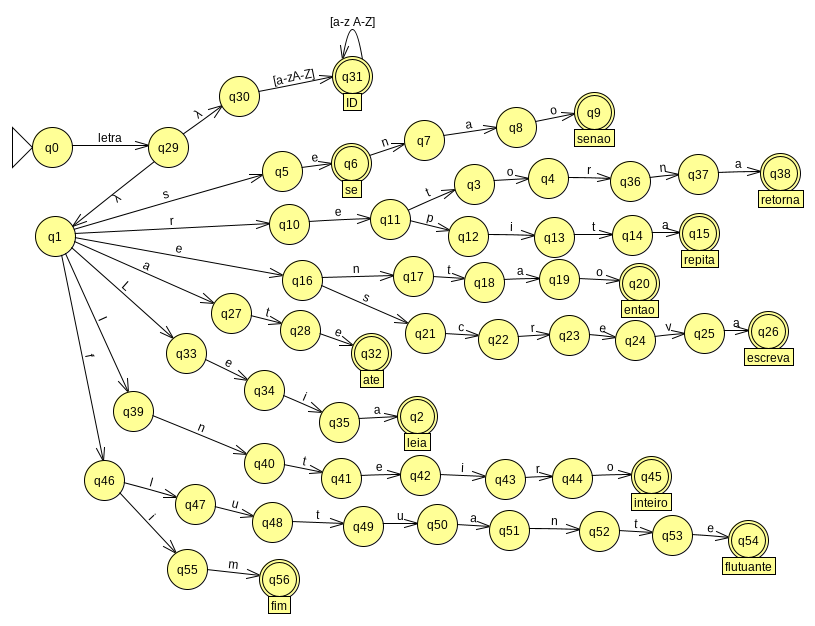 [a-z A-Z]
q31
ID
[a-zA-Z]
q30
λ
q0
letra
q29
λ
q1
s
q5
e
q6
se
n
q7
a
q8
o
q9
senao
r
q10
e
q11
t
q3
o
q4
r
q36
n
q37
a
q38
retorna
p
q12
i
q13
t
q14
a
q15
repita
e
q16
n
q17
t
q18
a
q19
o
q20
entao
s
q21
c
q22
r
q23
e
q24
v
q25
a
q26
escreva
a
q27
t
q28
e
q32
ate
L
q33
e
q34
i
q35
a
q2
leia
I
q39
n
q40
t
q41
e
q42
i
q43
r
q44
o
q45
inteiro
f
q46
l
q47
u
q48
t
q49
u
q50
a
q51
n
q52
t
q53
e
q54
flutuante
i
q55
m
q56
fim